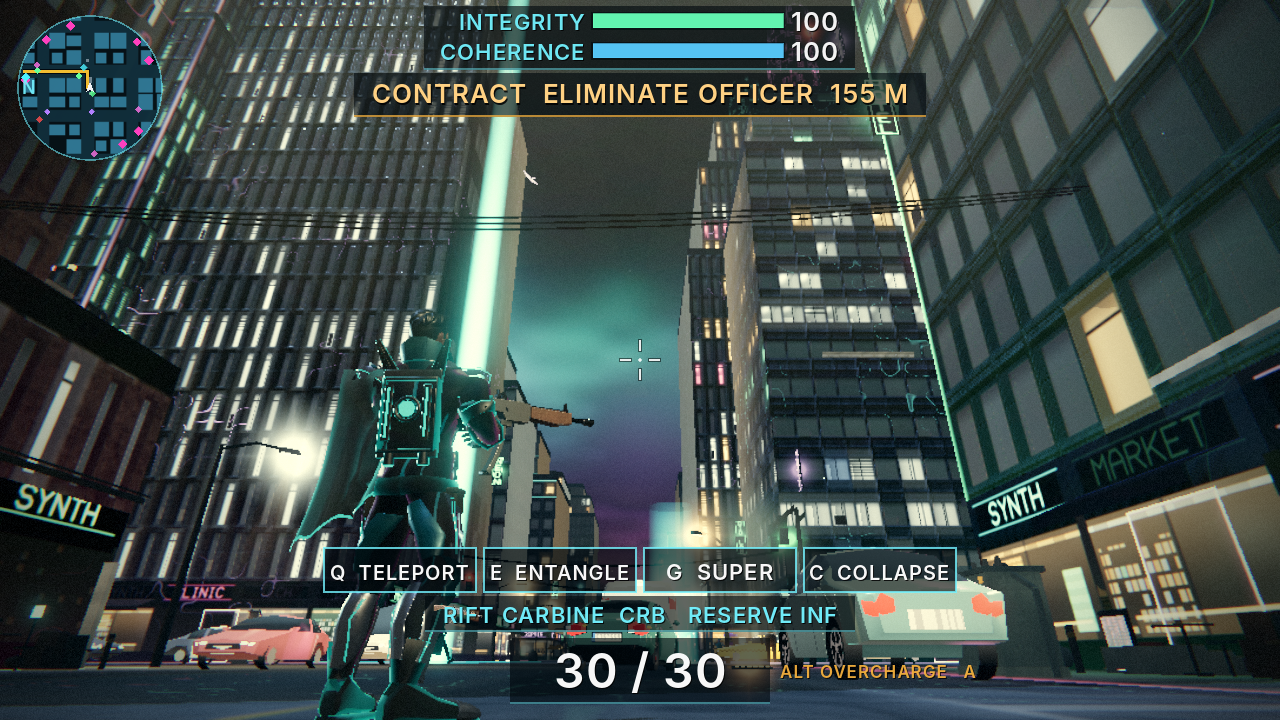 INTEGRITY 100
COHERENCE 100
CONTRACT ELIMINATE OFFICER 155 M
N
MARKET
SYNTH
SYNTH
LINIC
Q TELEPORT
E ENTANGLE
G SUPER
C COLLAPSE
RIFT CARBINE CRB RESERVE INF
30 / 30
ALT OVERCHARGE A